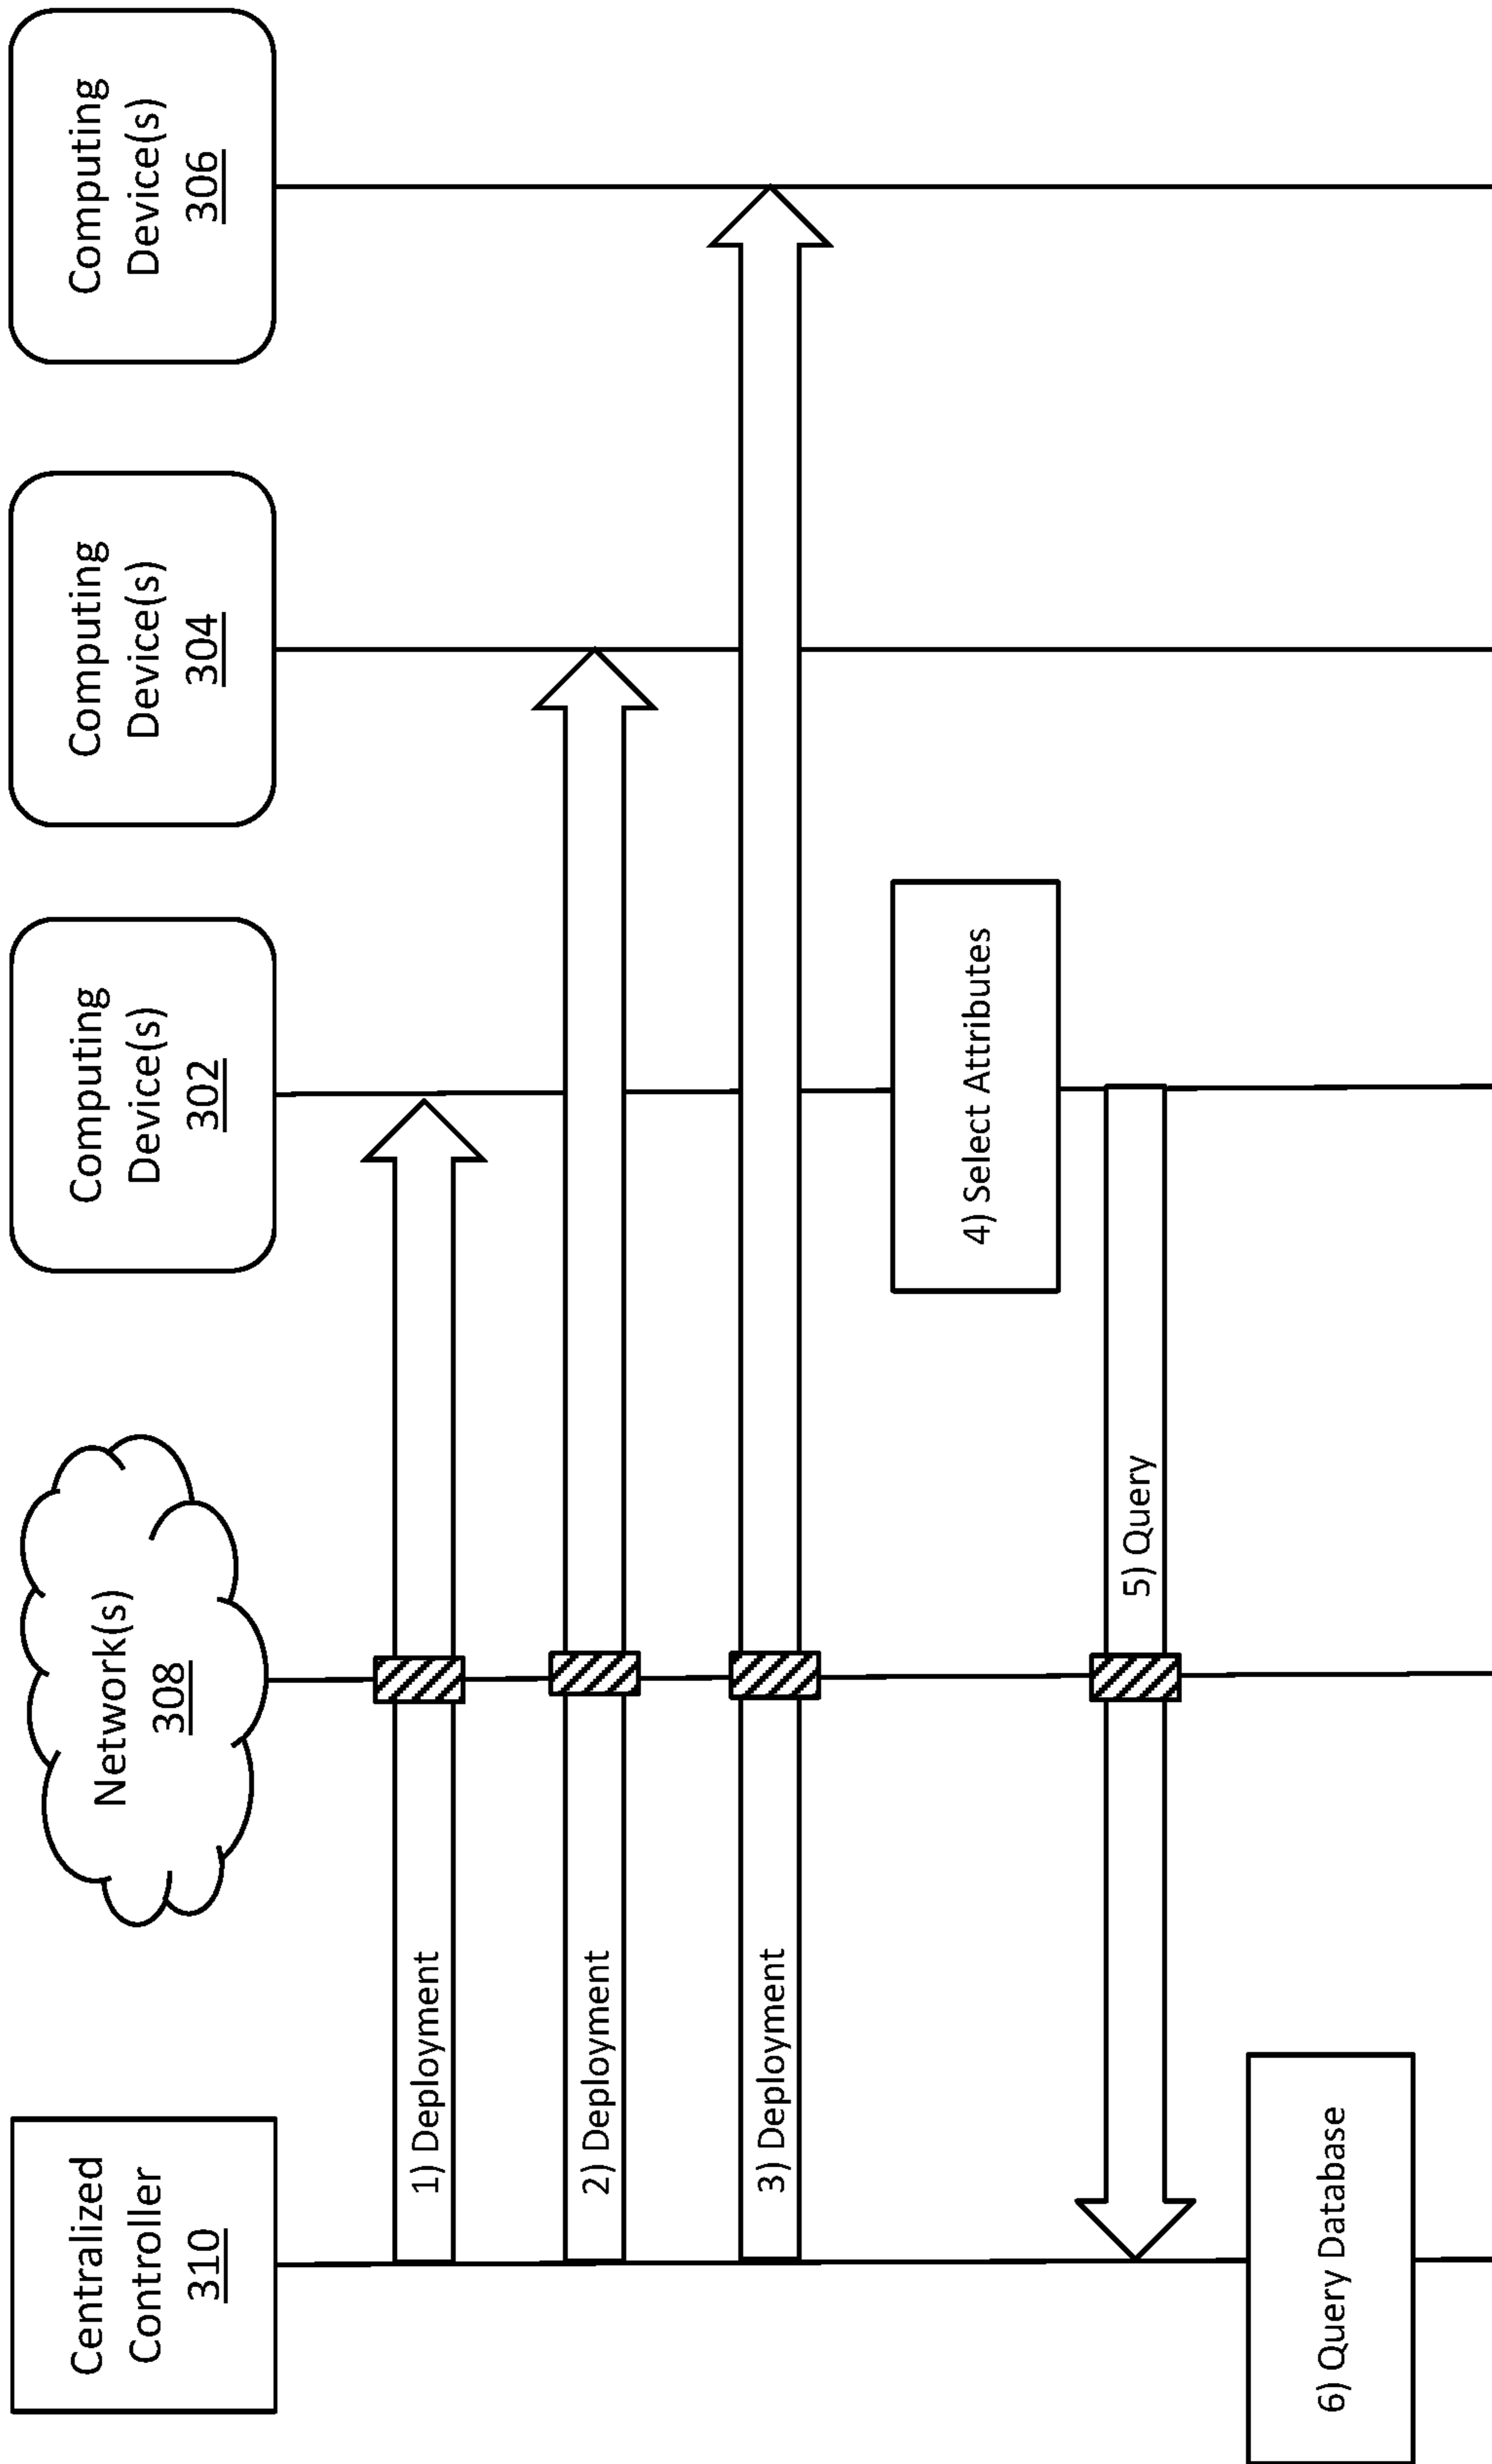 Centralized
Controller
310
Network(s)
308
Computing
Device(s)
302
Computing
Device(s)
304
Computing
Device(s)
306
1) Deployment
2) Deployment
3) Deployment
4) Select Attributes
5) Query
6) Query Database